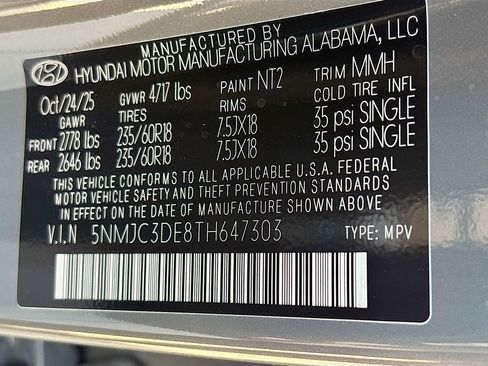 MANUFACTURED BY
HYUNDAI MOTOR MANUFACTURING ALABAMA, LLC
Oct/24/25 GVWR 4717 lbs PAINT NT2 TRIM MMH
GAWR TIRES RIMS COLD TIRE INFL
FRONT 2778 lbs 235/60R18 7.5JX18 35 psi SINGLE
REAR 2646 lbs 235/60R18 7.5JX18 35 psi SINGLE
THIS VEHICLE CONFORMS TO ALL APPLICABLE U.S.A. FEDERAL
MOTOR VEHICLE SAFETY AND THEFT PREVENTION STANDARDS
IN EFFECT ON THE DATE OF MANUFACTURE SHOWN ABOVE
V.I.N 5NMJC3DE8TH647303 TYPE: MPV